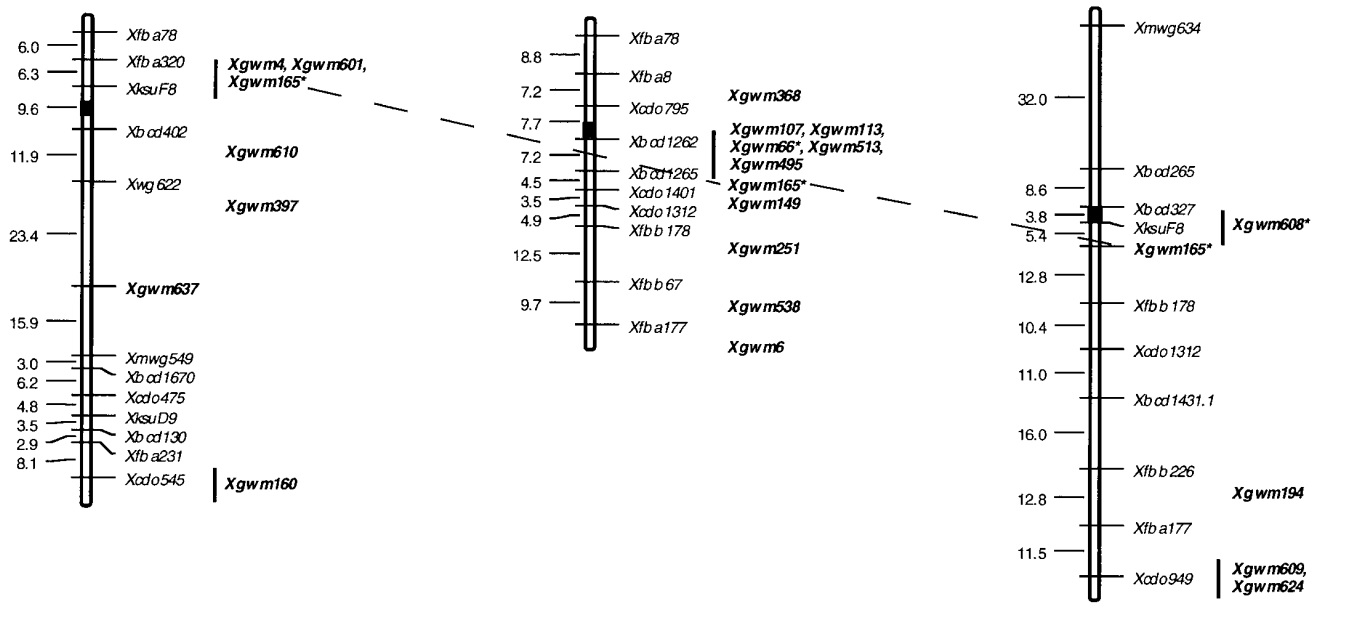 Xfba78
6.0
Xfba320
6.3
XksuF8
9.6
Xbcd402
11.9
Xwg622
23.4
Xgwm637
15.9
Xmwg549
3.0
Xbcd1670
6.2
Xcdo475
4.8
XksuD9
3.5
Xbcd130
2.9
Xfba231
8.1
Xcdo545
Xgwm4, Xgwm601,
Xgwm165*
Xgwm610
Xgwm397
Xgwm160
Xfba78
8.8
Xfba8
7.2
Xcdo795
7.7
Xbcd1262
7.2
Xbcd1265
4.5
Xcdo1401
3.5
Xcdo1312
4.9
Xfbb178
12.5
Xfbb67
9.7
Xfba177
Xgwm368
Xgwm107, Xgwm113,
Xgwm66*, Xgwm513,
Xgwm495
Xgwm165*
Xgwm149
Xgwm251
Xgwm538
Xgwm6
Xmwg634
32.0
Xbcd265
8.6
Xbcd327
3.8
XksuF8
5.4
Xgwm165*
12.8
Xfbb178
10.4
Xcdo1312
11.0
Xbcd1431.1
16.0
Xfbb226
12.8
Xfba177
11.5
Xcdo949
Xgwm608*
Xgwm194
Xgwm609,
Xgwm624